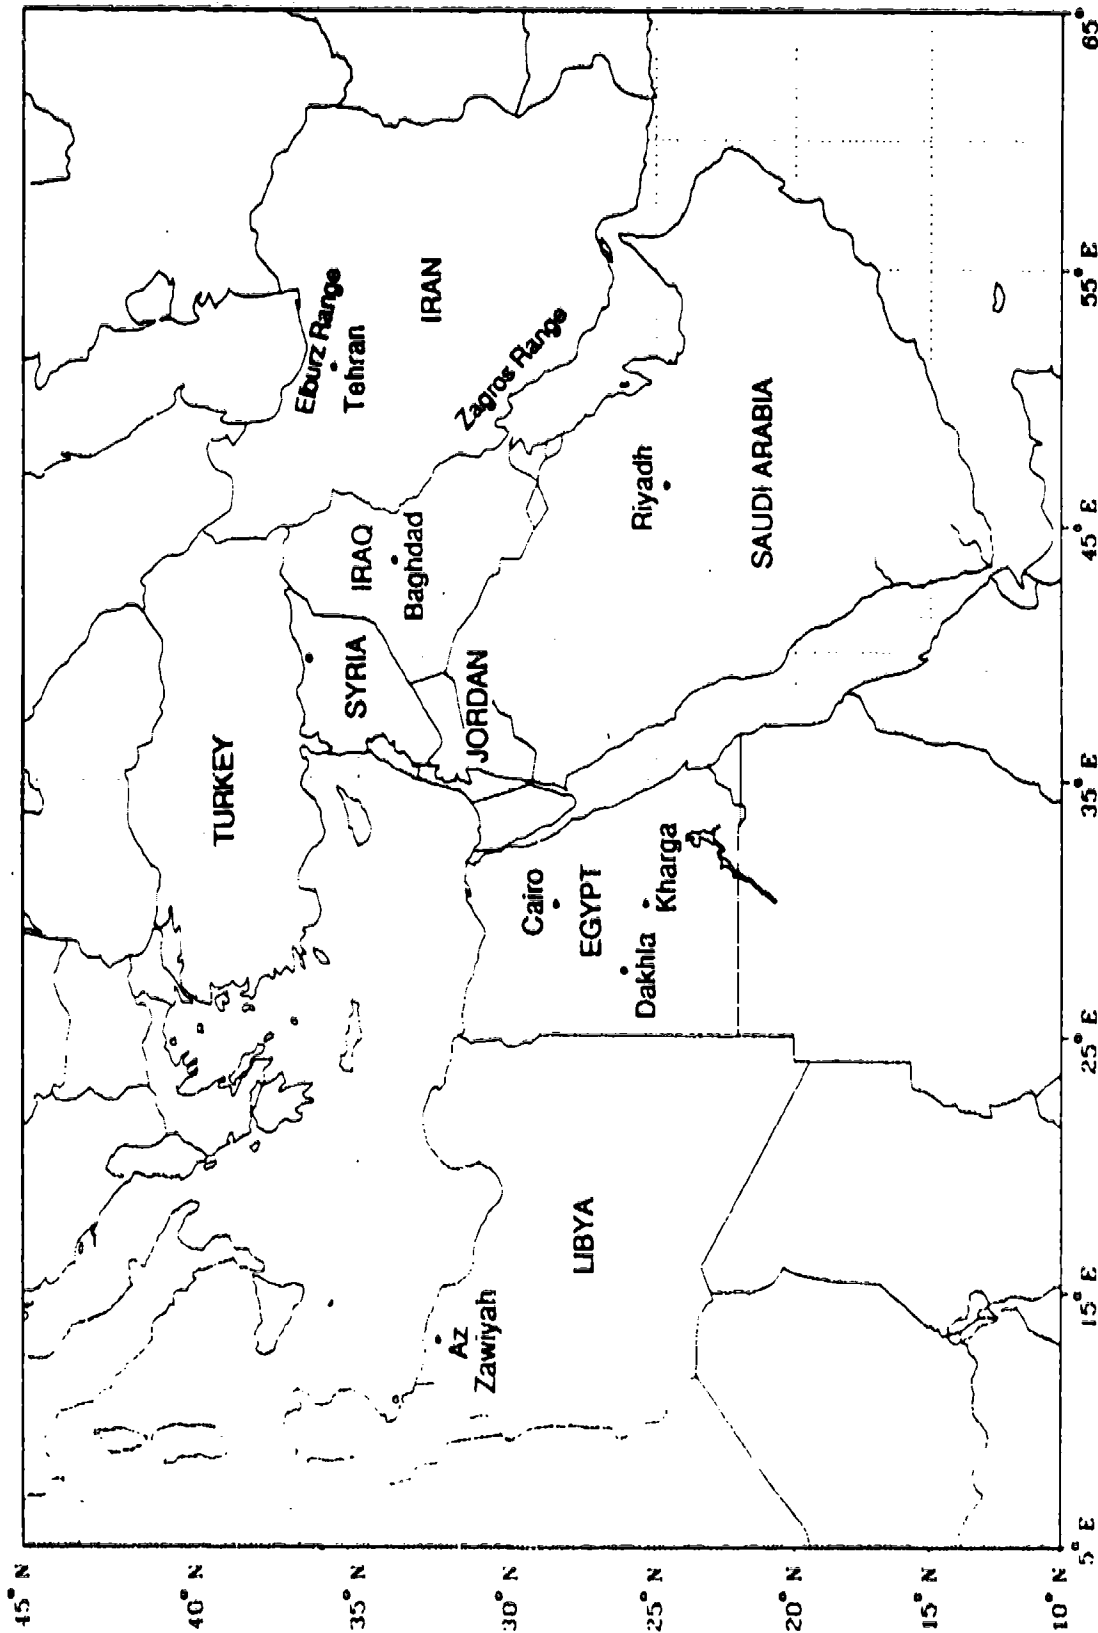 45° N
40° N
35° N
30° N
25° N
20° N
15° N
10° N
5° E
15° E
25° E
35° E
45° E
55° E
65°
TURKEY
Elburz Range
Tehran
IRAN
Zagros Range
SYRIA
IRAQ
Baghdad
JORDAN
Riyadh
SAUDI ARABIA
Cairo
EGYPT
Dakhla
Kharga
LIBYA
Az
Zawiyah